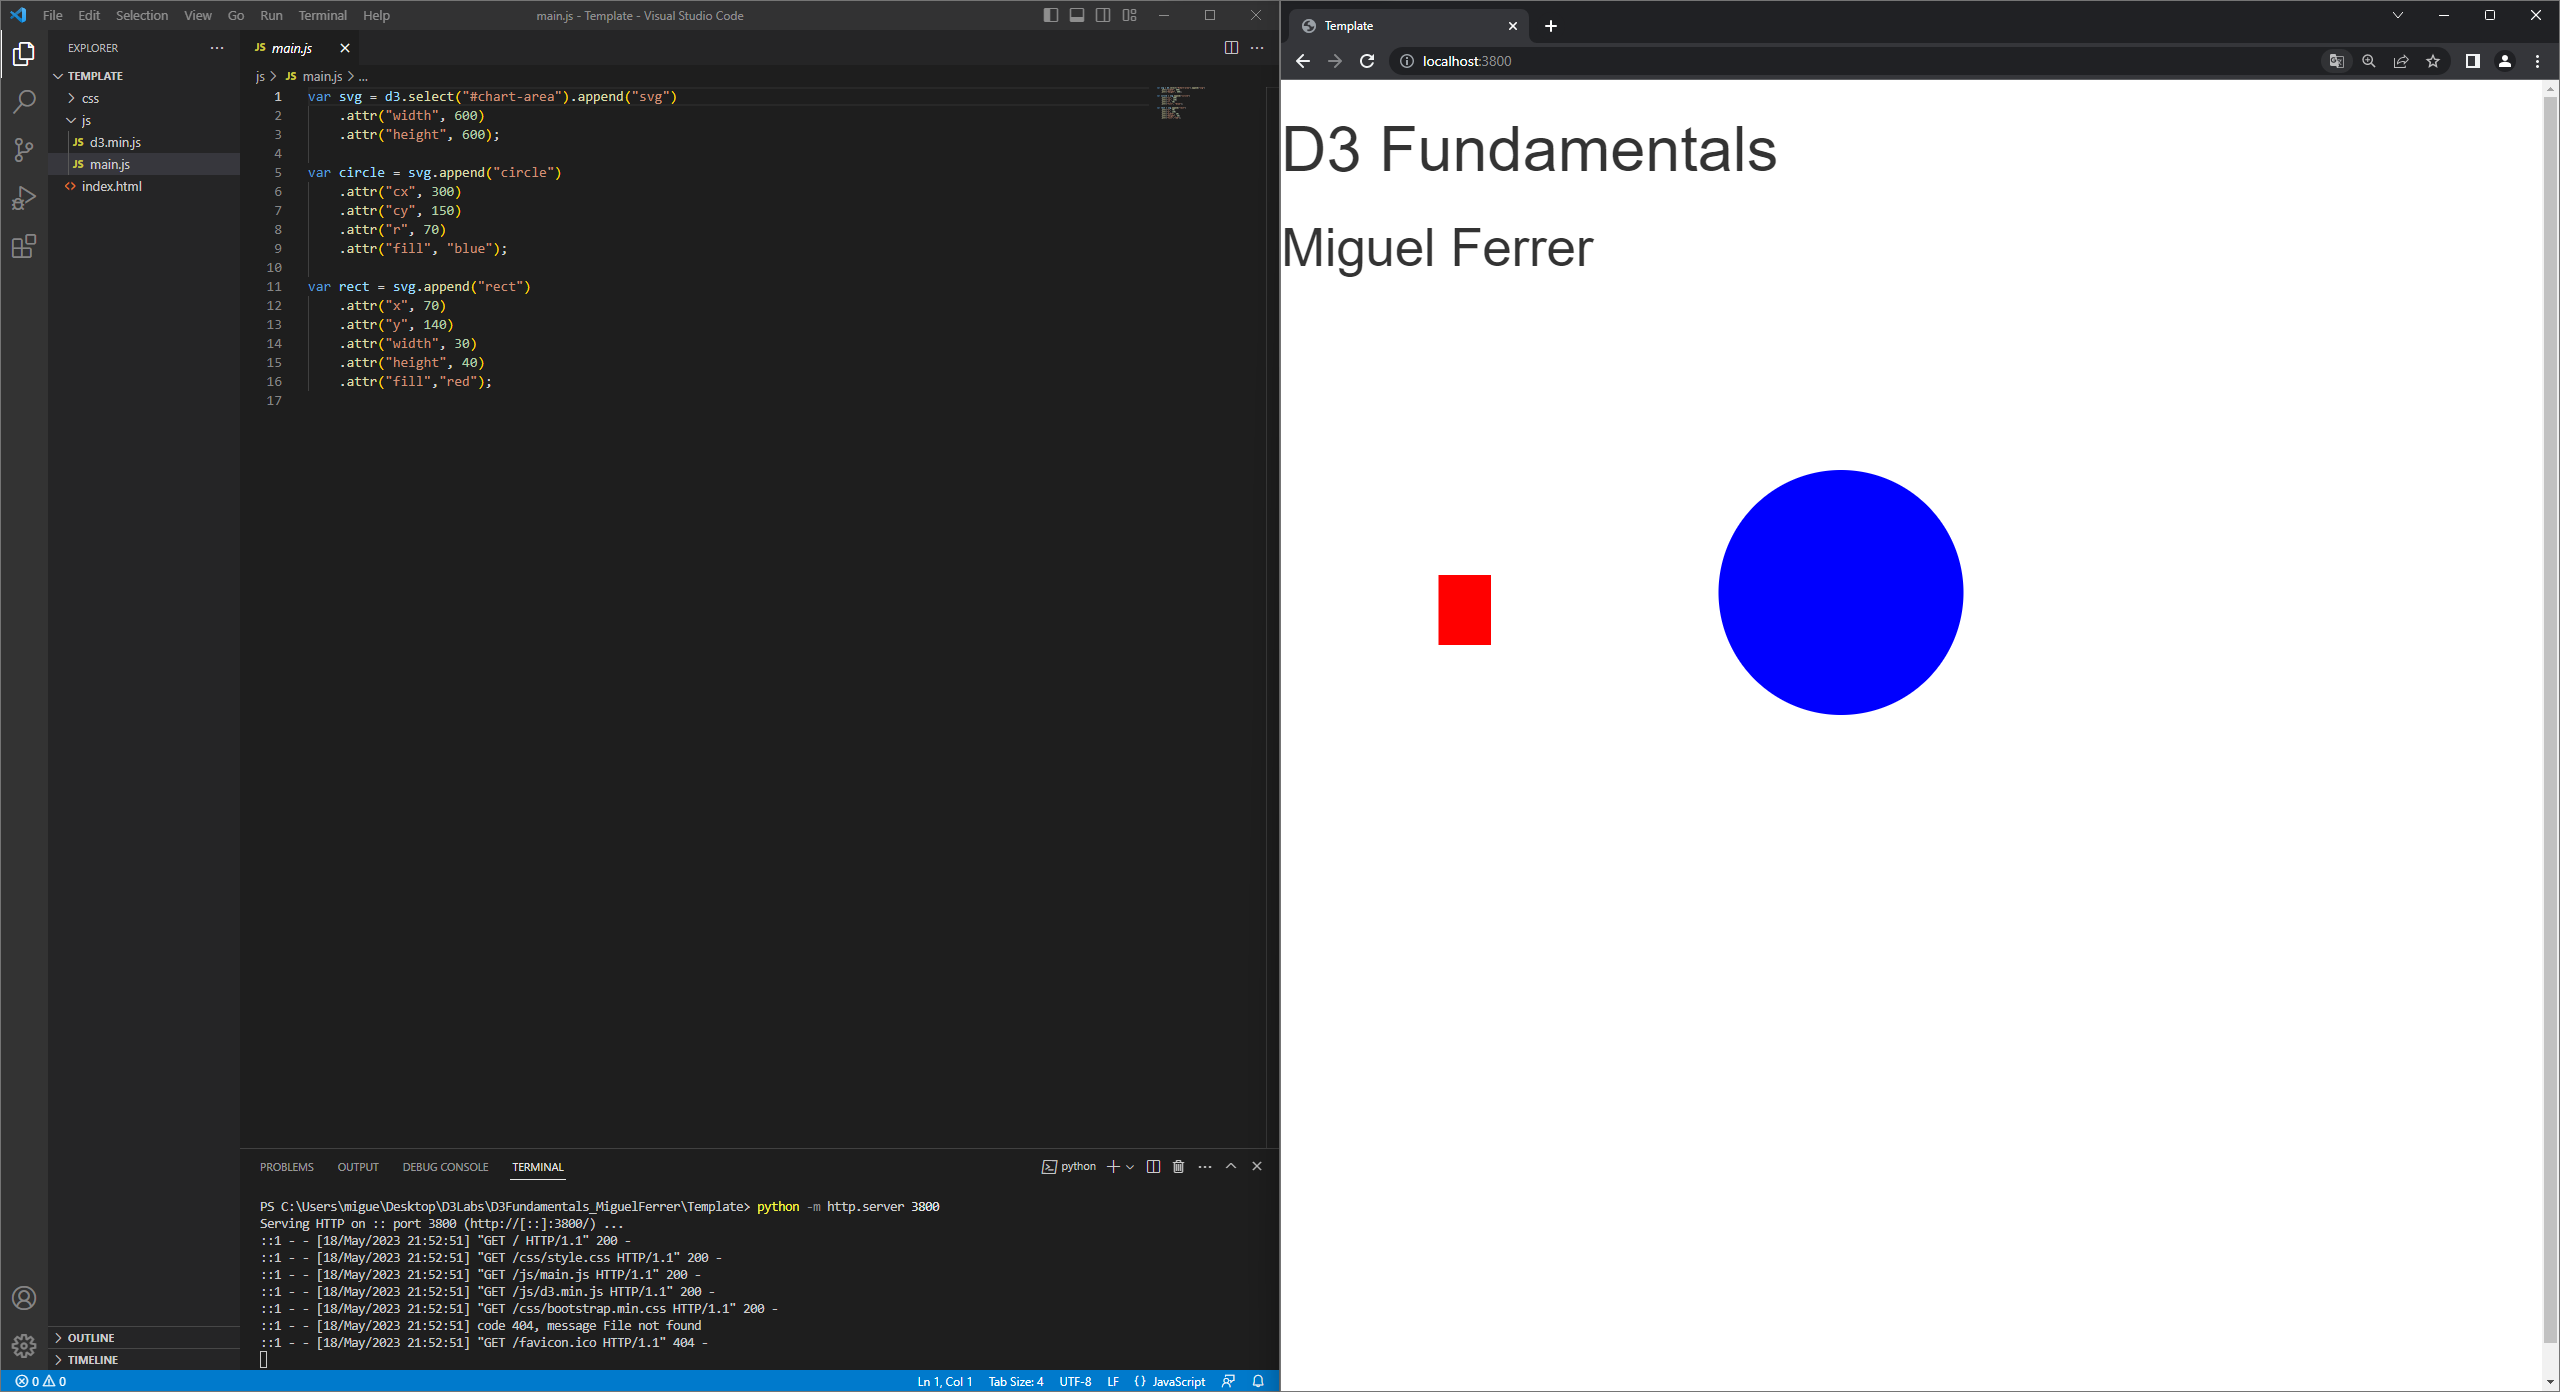 File Edit Selection View Go Run Terminal Help main.js - Template - Visual Studio Code
EXPLORER
TEMPLATE
css
js
JS d3.min.js
JS main.js
<> index.html
OUTLINE
TIMELINE
JS main.js
js > JS main.js > ...
1 var svg = d3.select("#chart-area").append("svg")
2 .attr("width", 600)
3 .attr("height", 600);
4
5 var circle = svg.append("circle")
6 .attr("cx", 300)
7 .attr("cy", 150)
8 .attr("r", 70)
9 .attr("fill", "blue");
10
11 var rect = svg.append("rect")
12 .attr("x", 70)
13 .attr("y", 140)
14 .attr("width", 30)
15 .attr("height", 40)
16 .attr("fill","red");
17
PROBLEMS OUTPUT DEBUG CONSOLE TERMINAL python
PS C:\Users\migue\Desktop\D3Labs\D3Fundamentals_MiguelFerrer\Template> python -m http.server 3800
Serving HTTP on :: port 3800 (http://[::]:3800/) ...
::1 - - [18/May/2023 21:52:51] "GET / HTTP/1.1" 200 -
::1 - - [18/May/2023 21:52:51] "GET /css/style.css HTTP/1.1" 200 -
::1 - - [18/May/2023 21:52:51] "GET /js/main.js HTTP/1.1" 200 -
::1 - - [18/May/2023 21:52:51] "GET /js/d3.min.js HTTP/1.1" 200 -
::1 - - [18/May/2023 21:52:51] "GET /css/bootstrap.min.css HTTP/1.1" 200 -
::1 - - [18/May/2023 21:52:51] code 404, message File not found
::1 - - [18/May/2023 21:52:51] "GET /favicon.ico HTTP/1.1" 404 -
0 0 Ln 1, Col 1 Tab Size: 4 UTF-8 LF {} JavaScript
Template
localhost:3800
D3 Fundamentals
Miguel Ferrer